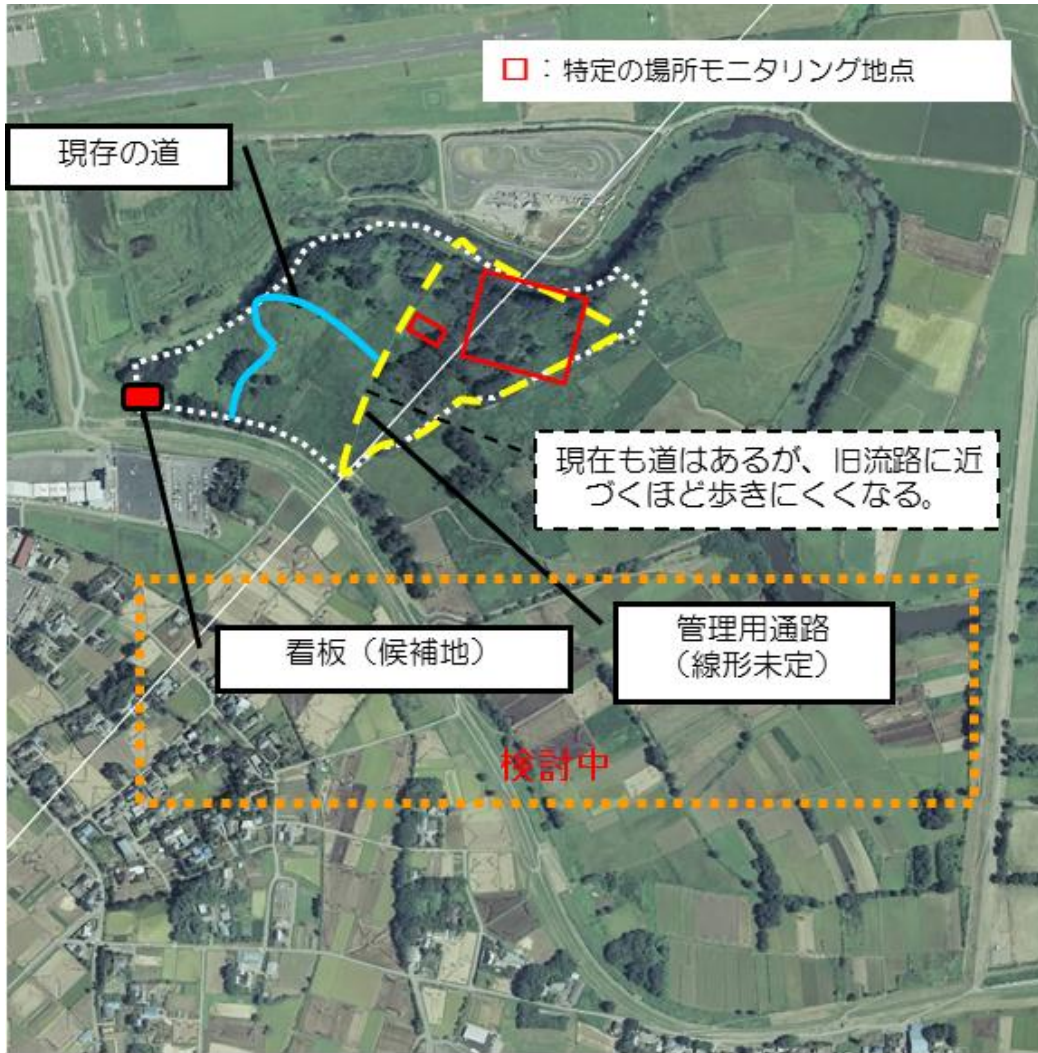 ：特定の場所モニタリング地点
現存の道
現在も道はあるが、旧流路に近
づくほど歩きにくくなる。
看板（候補地）
管理用通路
（線形未定）
検討中